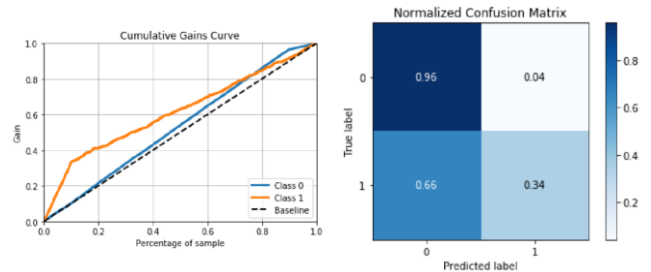 Cumulative Gains Curve
1.0
0.8
0.6
0.4
0.2
0.0
Gain
0.0 0.2 0.4 0.6 0.8 1.0
Percentage of sample
Class 0
Class 1
Baseline
Normalized Confusion Matrix
0
1
True label
0.96 0.04
0.66 0.34
0 1
Predicted label
0.8
0.6
0.4
0.2